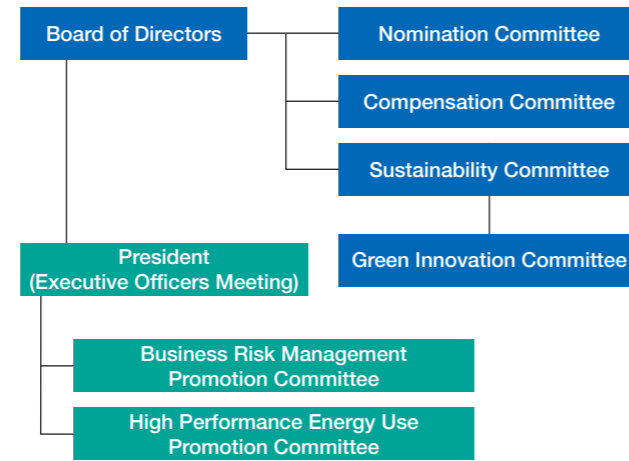 Board of Directors
Nomination Committee
Compensation Committee
Sustainability Committee
Green Innovation Committee
President
(Executive Officers Meeting)
Business Risk Management
Promotion Committee
High Performance Energy Use
Promotion Committee